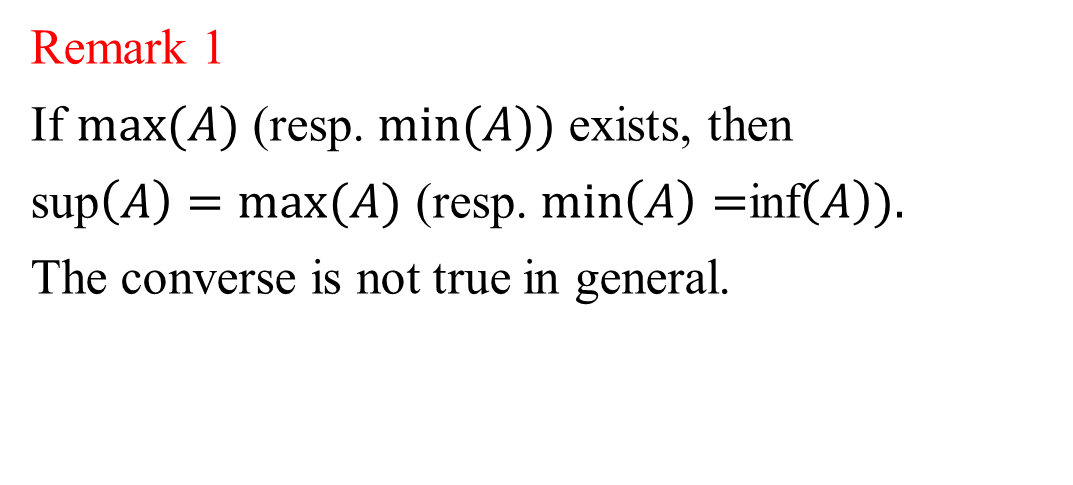 Remark 1
If max(𝐴) (resp. min(𝐴)) exists, then
sup(𝐴) = max(𝐴) (resp. min(𝐴) =inf(𝐴)).
The converse is not true in general.